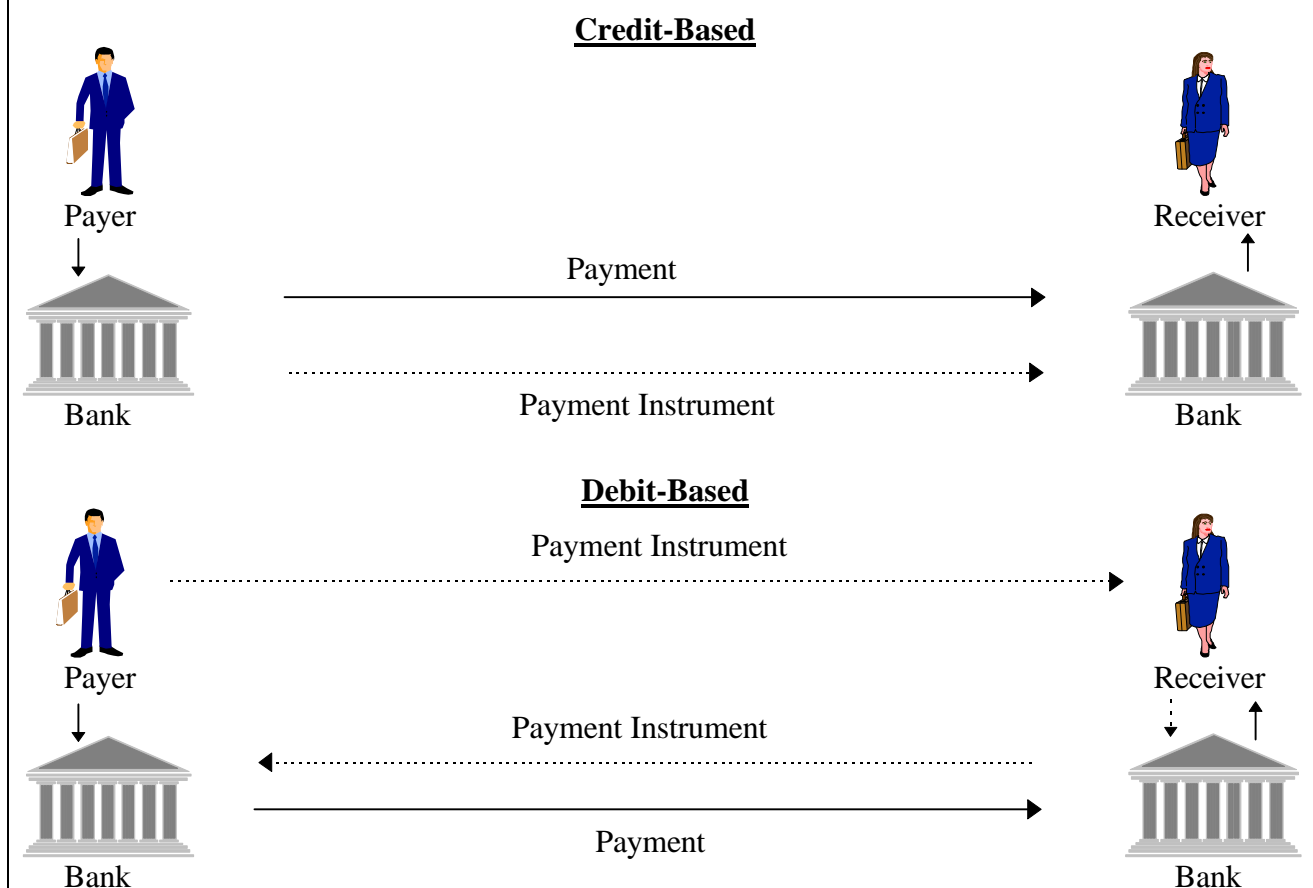 Credit-Based
Payer
Receiver
Payment
Payment Instrument
Bank
Bank
Debit-Based
Payment Instrument
Payer
Receiver
Payment Instrument
Payment
Bank
Bank